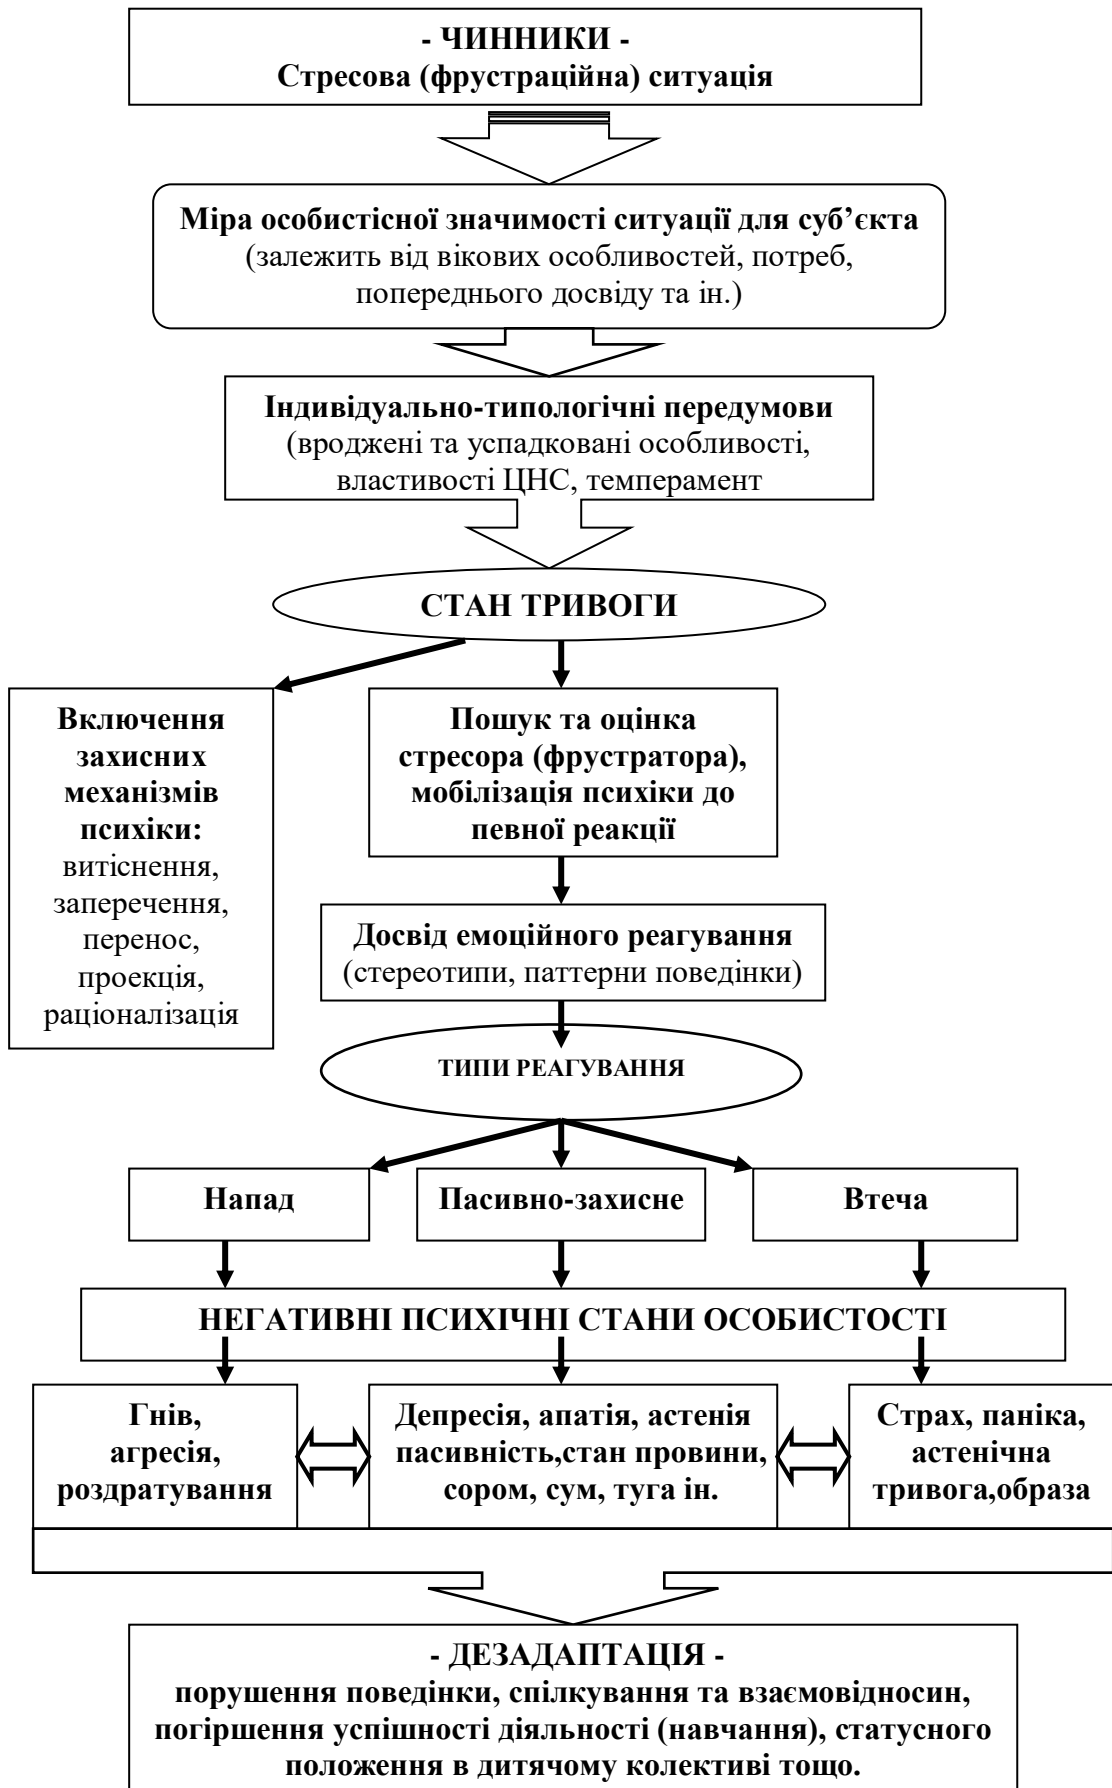 - ЧИННИКИ -
Стресова (фрустраційна) ситуація
Міра особистісної значимості ситуації для суб’єкта
(залежить від вікових особливостей, потреб,
попереднього досвіду та ін.)
Індивідуально-типологічні передумови
(вроджені та успадковані особливості,
властивості ЦНС, темперамент
СТАН ТРИВОГИ
Включення
захисних
механізмів
психіки:
витіснення,
заперечення,
перенос,
проекція,
раціоналізація
Пошук та оцінка
стресора (фрустратора),
мобілізація психіки до
певної реакції
Досвід емоційного реагування
(стереотипи, паттерни поведінки)
ТИПИ РЕАГУВАННЯ
Напад
Пасивно-захисне
Втеча
НЕГАТИВНІ ПСИХІЧНІ СТАНИ ОСОБИСТОСТІ
Гнів,
агресія,
роздратування
Депресія, апатія, астенія
пасивність,стан провини,
сором, сум, туга ін.
Страх, паніка,
астенічна
тривога,образа
- ДЕЗАДАПТАЦІЯ -
порушення поведінки, спілкування та взаємовідносин,
погіршення успішності діяльності (навчання), статусного
положення в дитячому колективі тощо.